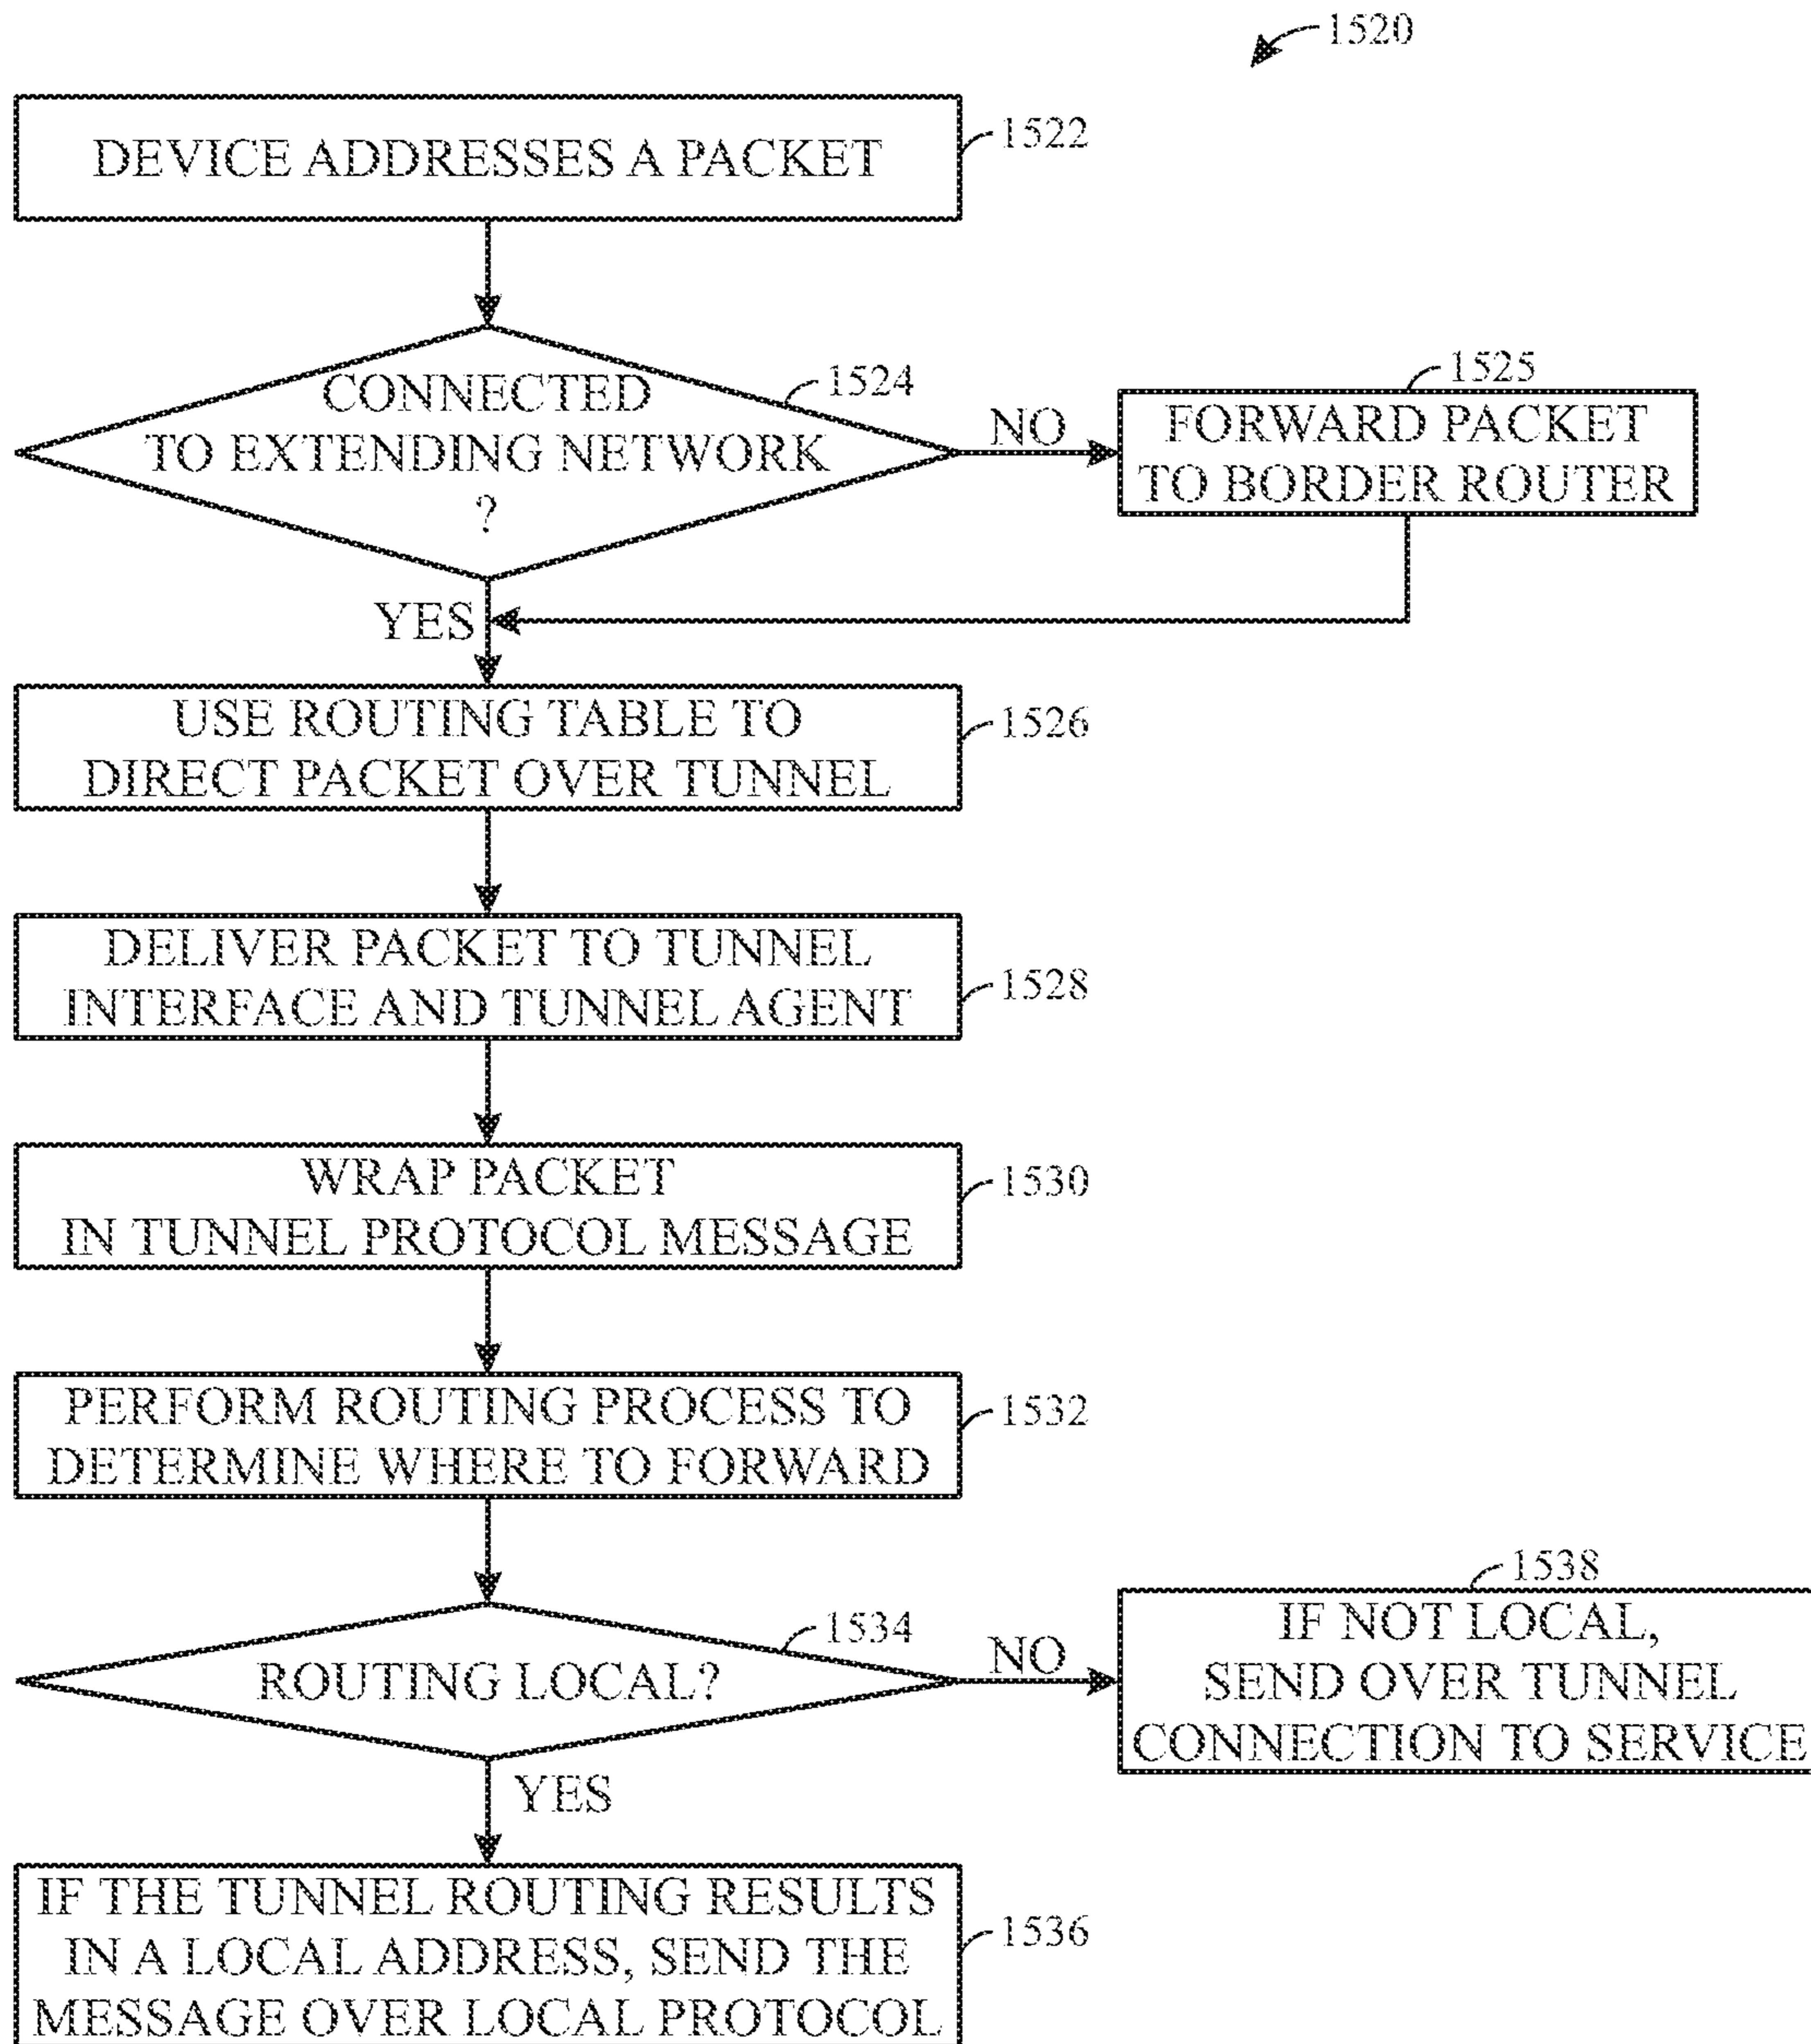 1520
DEVICE ADDRESSES A PACKET
1522
CONNECTED
TO EXTENDING NETWORK
?
1524
NO
1525
FORWARD PACKET
TO BORDER ROUTER
YES
USE ROUTING TABLE TO
DIRECT PACKET OVER TUNNEL
1526
DELIVER PACKET TO TUNNEL
INTERFACE AND TUNNEL AGENT
1528
WRAP PACKET
IN TUNNEL PROTOCOL MESSAGE
1530
PERFORM ROUTING PROCESS TO
DETERMINE WHERE TO FORWARD
1532
ROUTING LOCAL?
1534
NO
1538
IF NOT LOCAL,
SEND OVER TUNNEL
CONNECTION TO SERVICE
YES
IF THE TUNNEL ROUTING RESULTS
IN A LOCAL ADDRESS, SEND THE
MESSAGE OVER LOCAL PROTOCOL
1536